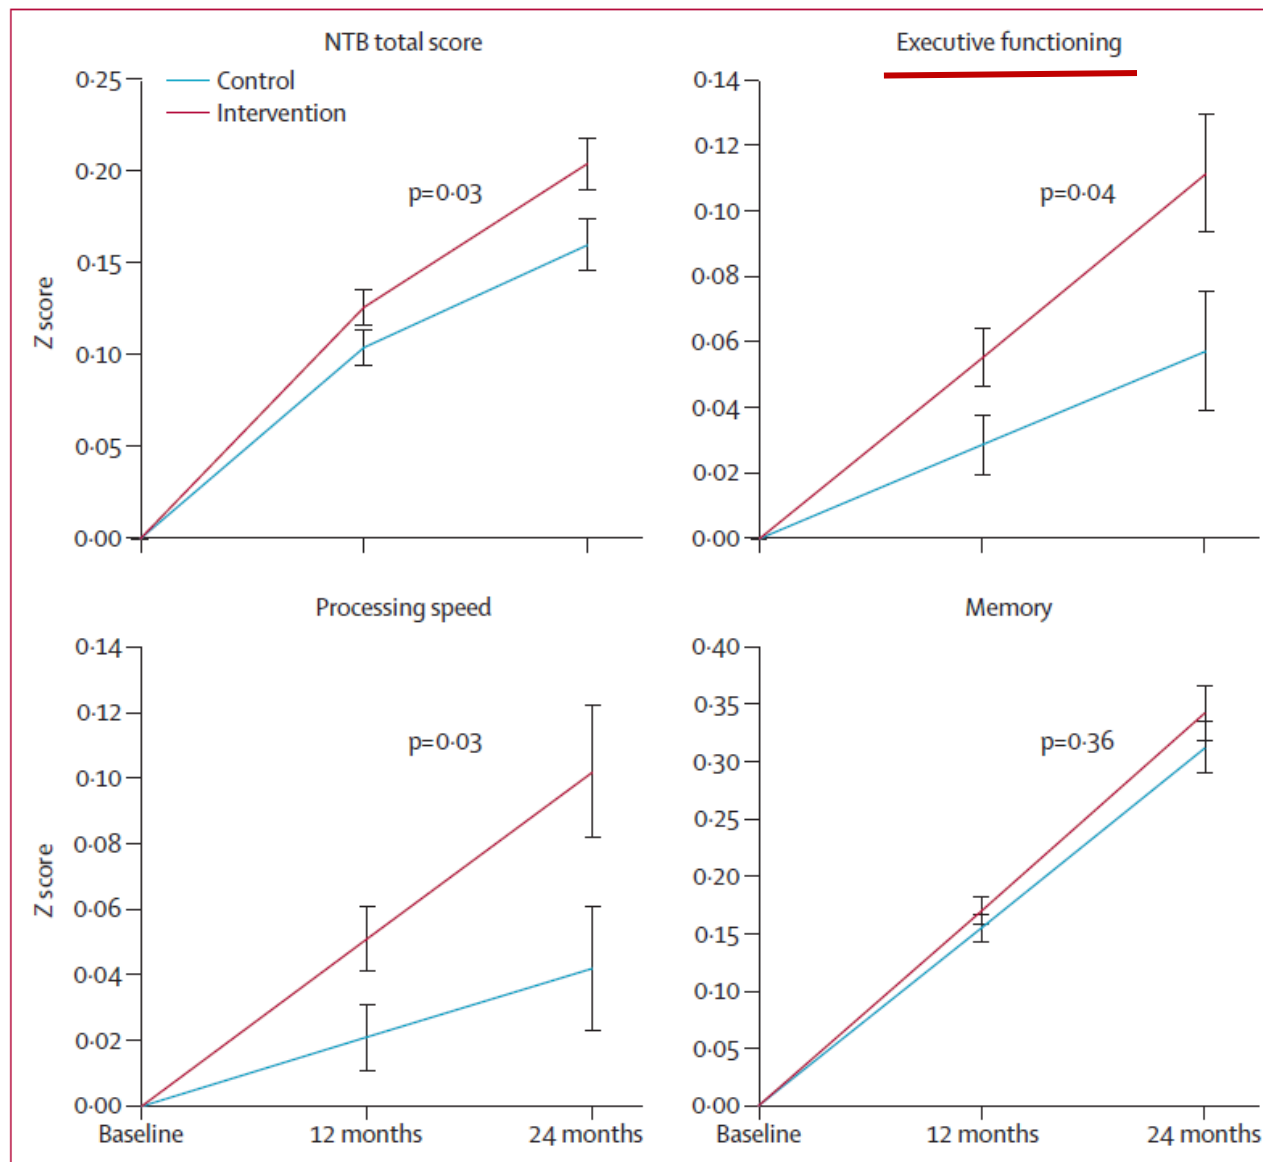 NTB total score
Control
Intervention
p=0·03
Z score
0·25
0·20
0·15
0·10
0·05
0·00
Executive functioning
p=0·04
0·14
0·12
0·10
0·08
0·06
0·04
0·02
0·00
Processing speed
p=0·03
Z score
0·14
0·12
0·10
0·08
0·06
0·04
0·02
0·00
Baseline 12 months 24 months
Memory
p=0·36
0·40
0·35
0·30
0·25
0·20
0·15
0·10
0·05
0·00
Baseline 12 months 24 months